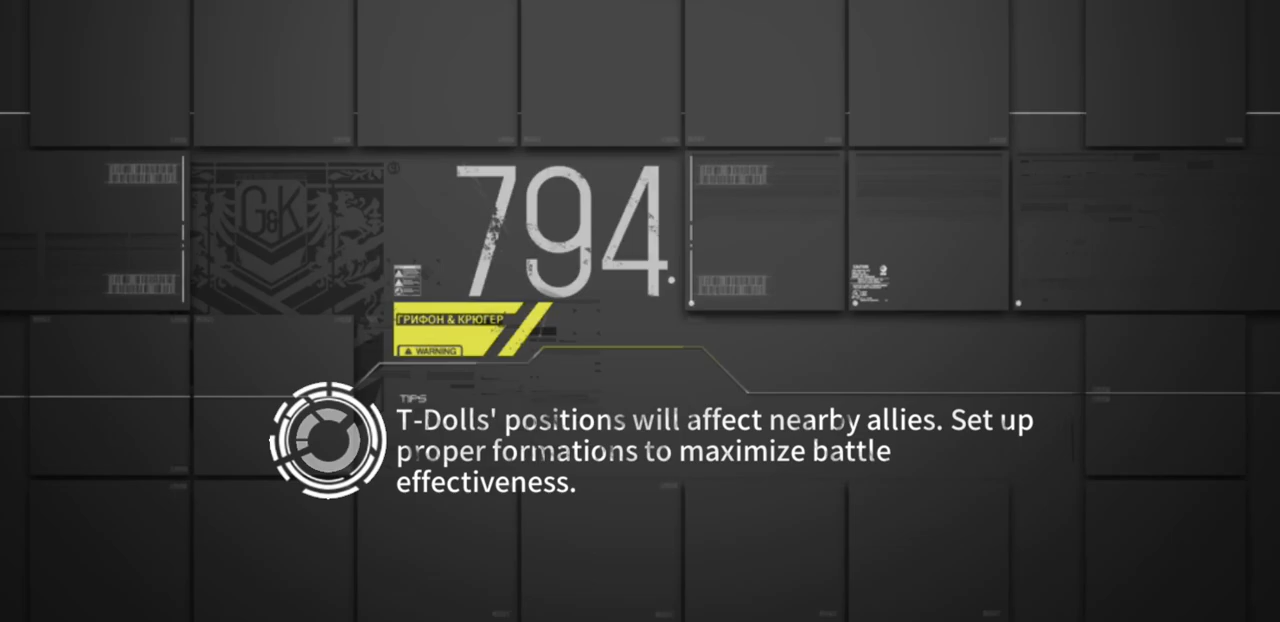 G&K
794.
ГРИФОН & КРЮГЕР
WARNING
TIPS
T-Dolls' positions will affect nearby allies. Set up
proper formations to maximize battle
effectiveness.